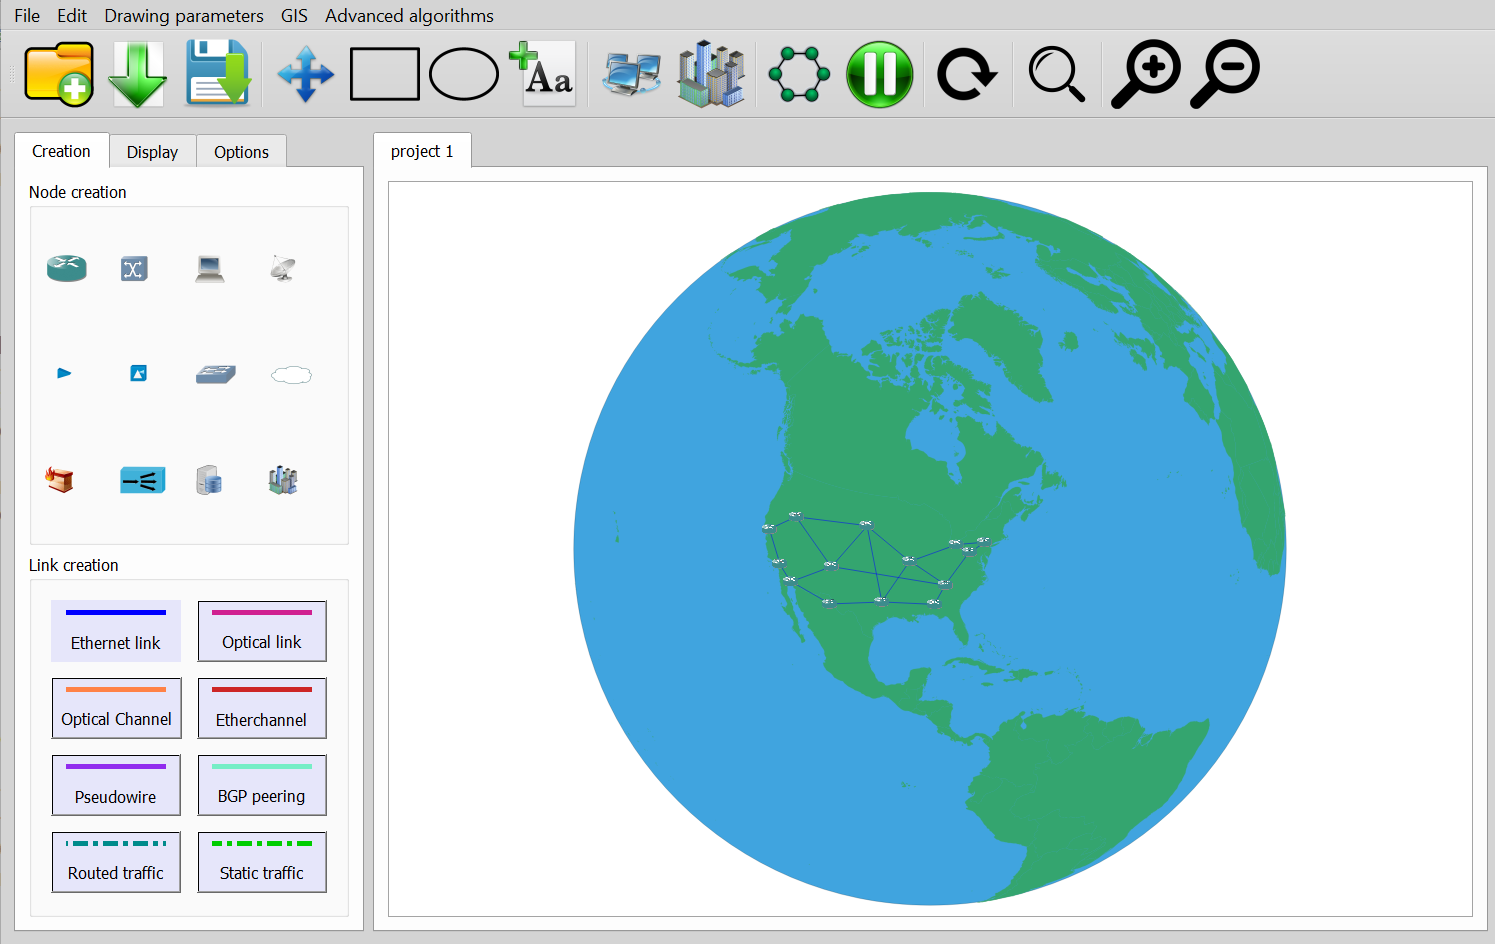 File Edit Drawing parameters GIS Advanced algorithms
Aa
Creation Display Options
project 1
Node creation
Link creation
Ethernet link Optical link
Optical Channel Etherchannel
Pseudowire BGP peering
Routed traffic Static traffic